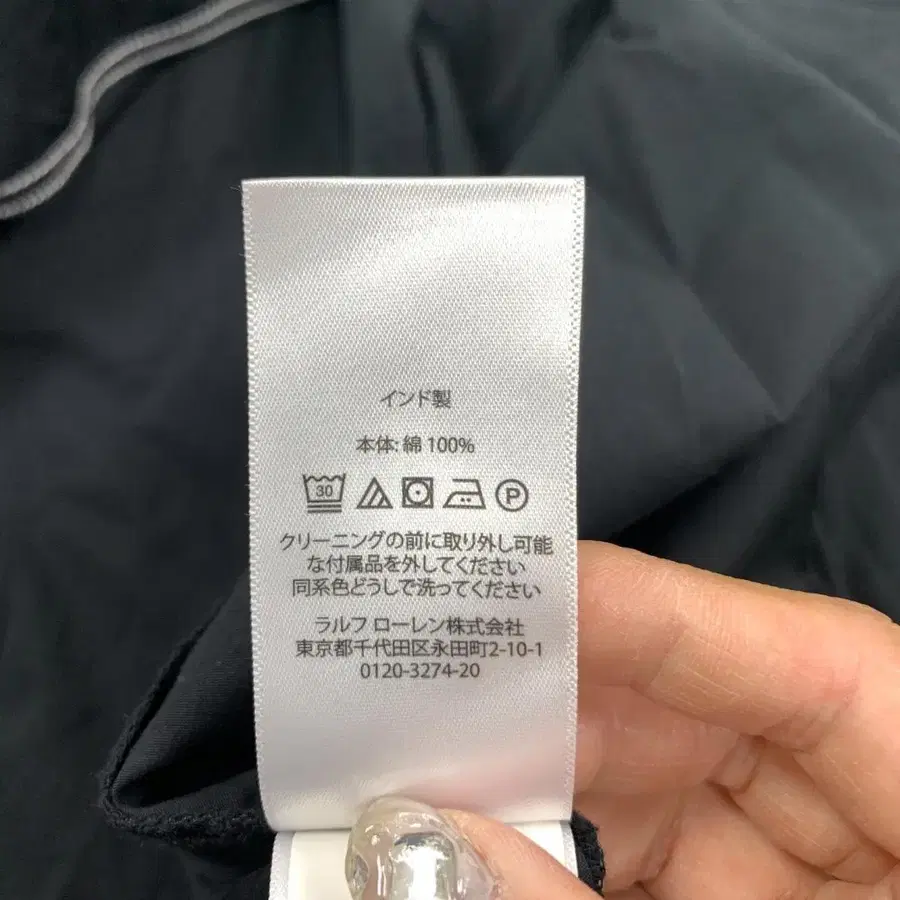 インド製
本体: 綿 100%
30 P
クリーニングの前に取り外し可能
な付属品を外してください
同系色どうしで洗ってください
ラルフ ローレン株式会社
東京都千代田区永田町2-10-1
0120-3274-20